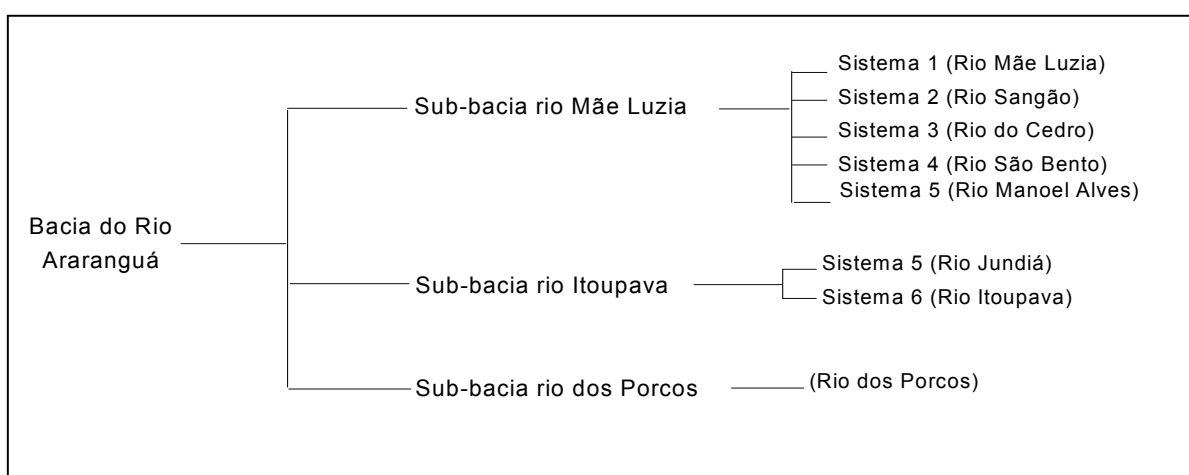 Sistema 1 (Rio Mãe Luzia)
Sub-bacia rio Mãe Luzia
Sistema 2 (Rio Sangão)
Sistema 3 (Rio do Cedro)
Sistema 4 (Rio São Bento)
Sistema 5 (Rio Manoel Alves)
Bacia do Rio
Araranguá
Sub-bacia rio Itoupava
Sistema 5 (Rio Jundiá)
Sistema 6 (Rio Itoupava)
Sub-bacia rio dos Porcos
(Rio dos Porcos)